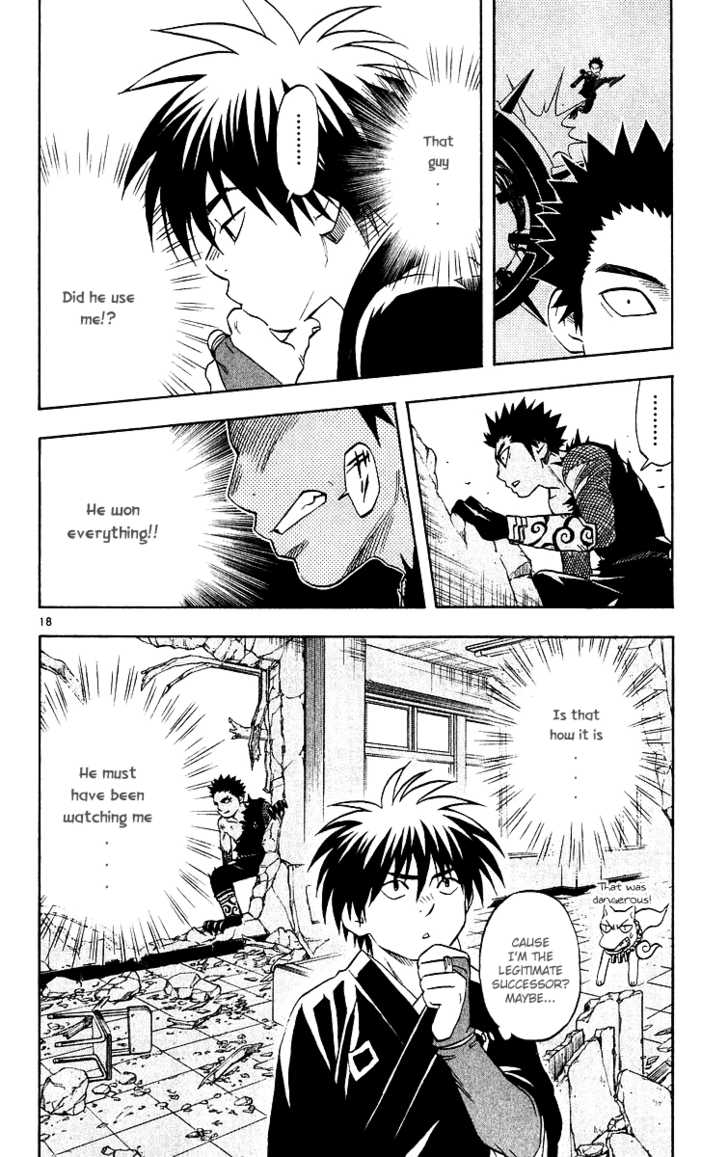 That
guy
. . .
.........
Did he use
me!?
.........
He won
everything!!
18
Is that
how it is
. . .
He must
have been
watching me
. . .
That was
dangerous!
CAUSE
I'M THE
LEGITIMATE
SUCCESSOR?
MAYBE...